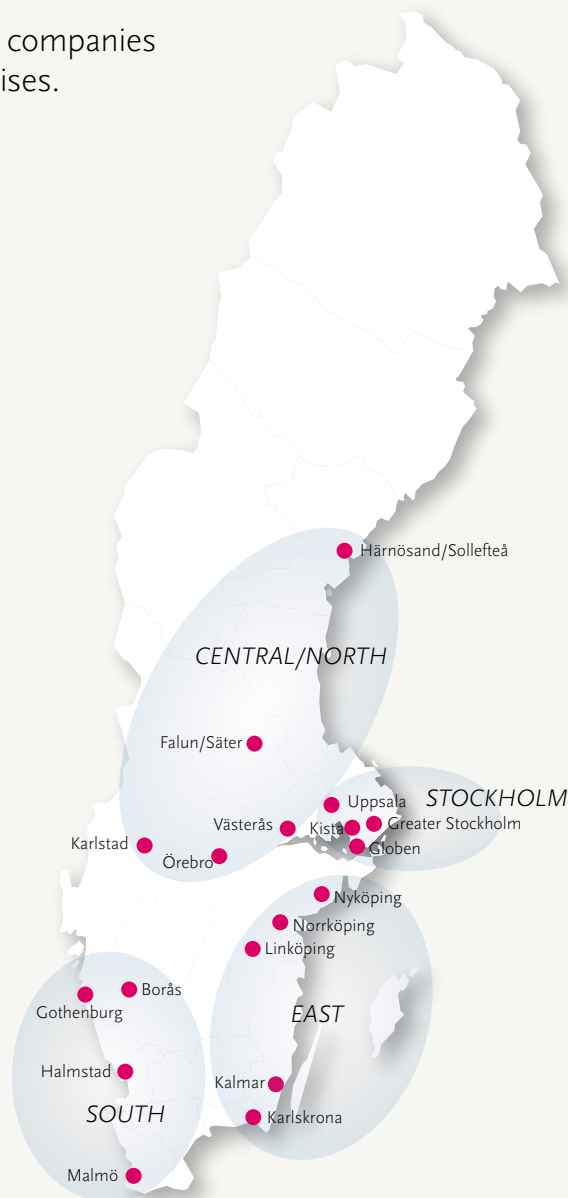 companies
ises.
Härnösand/Sollefteå
CENTRAL/NORTH
Falun/Säter
Uppsala
STOCKHOLM
Västerås
Kista
Greater Stockholm
Karlstad
Örebro
Globen
Nyköping
Norrköping
Linköping
Borås
Gothenburg
EAST
Halmstad
Kalmar
SOUTH
Karlskrona
Malmö